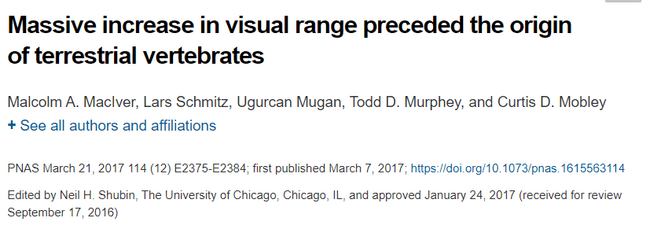 Massive increase in visual range preceded the origin
of terrestrial vertebrates
Malcolm A. MacIver, Lars Schmitz, Ugurcan Mugan, Todd D. Murphey, and Curtis D. Mobley
+ See all authors and affiliations
PNAS March 21, 2017 114 (12) E2375-E2384; first published March 7, 2017; https://doi.org/10.1073/pnas.1615563114
Edited by Neil H. Shubin, The University of Chicago, Chicago, IL, and approved January 24, 2017 (received for review
September 17, 2016)